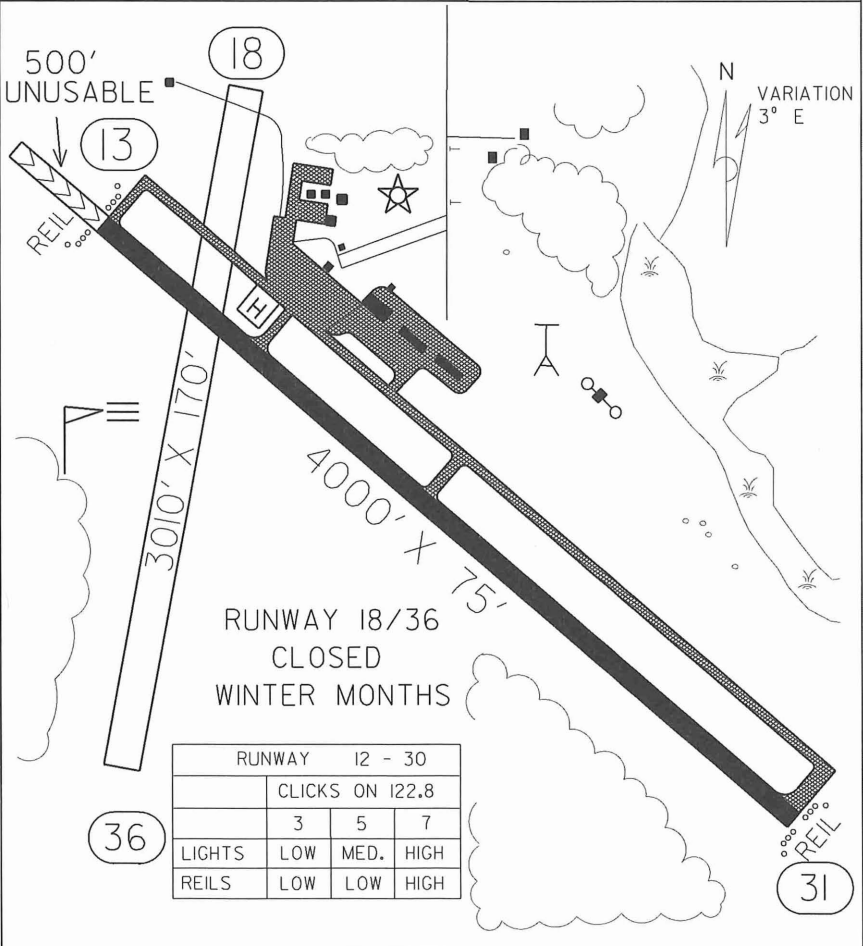 500'
UNUSABLE
18
13
N
VARIATION
3° E
REIL
H
3010' X 170'
4000' X 75'
RUNWAY 18/36
CLOSED
WINTER MONTHS
RUNWAY 12 - 30
CLICKS ON 122.8
3 5 7
LIGHTS LOW MED. HIGH
REILS LOW LOW HIGH
36
REIL
31
T
T